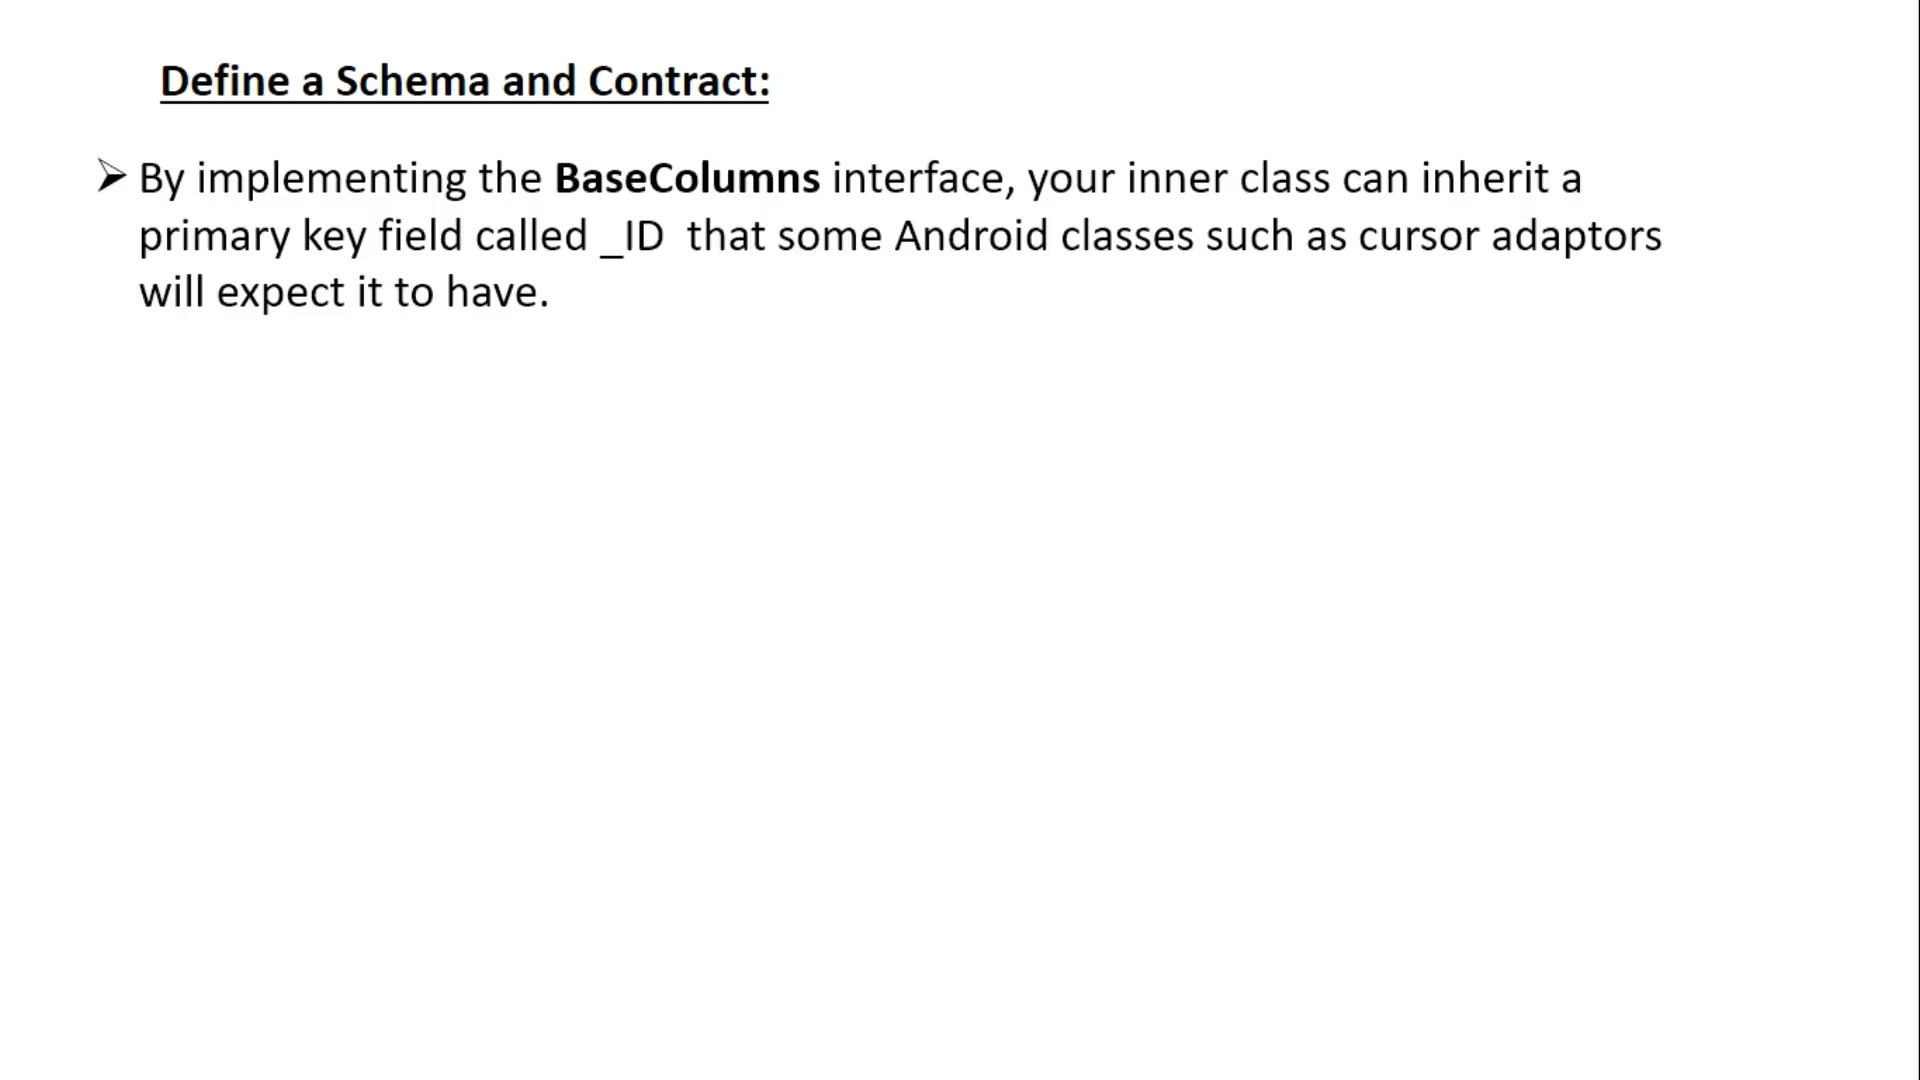 Define a Schema and Contract:
➢ By implementing the BaseColumns interface, your inner class can inherit a
primary key field called _ID  that some Android classes such as cursor adaptors
will expect it to have.